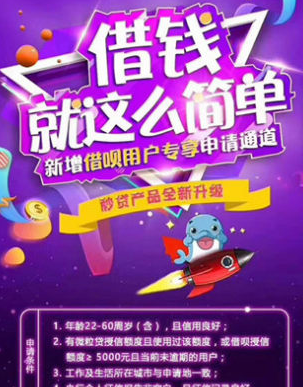 借钱
就这么简单
新增借呗用户专享申请通道
秒贷产品全新升级
申请条件
1. 年龄22-60周岁（含），且信用良好；
2. 有微粒贷授信额度且使用过该额度，或借呗授信
额度≥ 5000元且当前未逾期的用户；
3. 工作及生活所在城市与申请地一致；